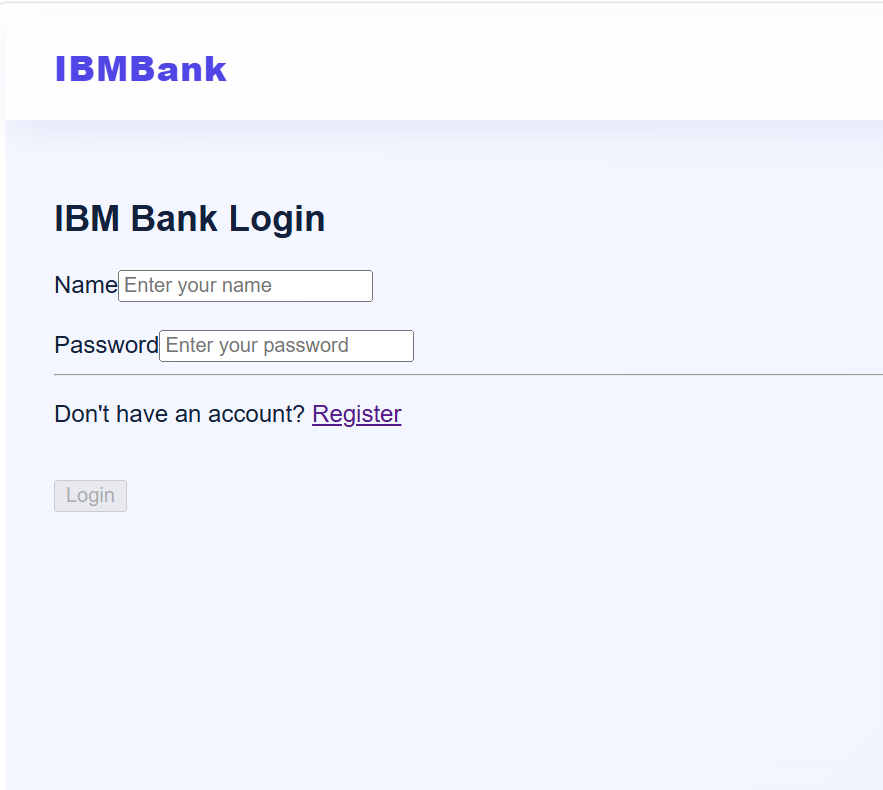 IBMBank
IBM Bank Login
Name Enter your name
Password Enter your password
Don't have an account? Register
Login